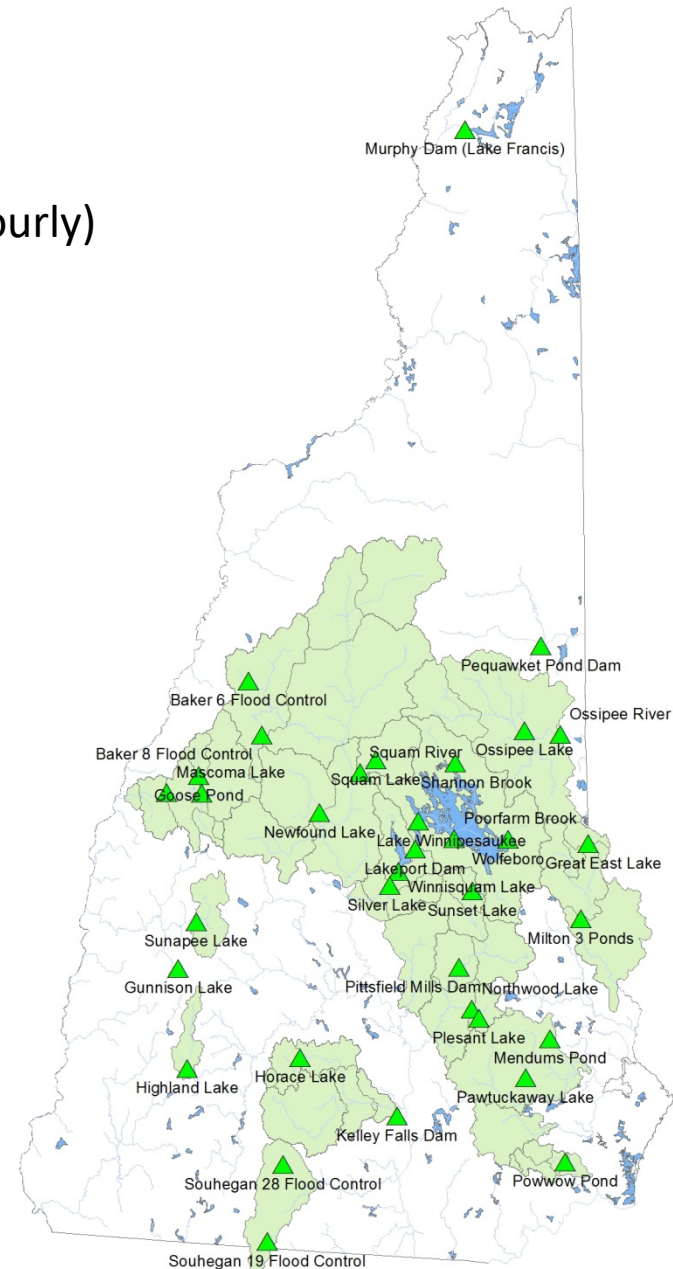 Murphy Dam (Lake Francis)
ourly)
Pequawket Pond Dam
Baker 6 Flood Control
Ossipee River
Ossipee Lake
Baker 8 Flood Control
Squam River
Mascoma Lake
Squam Lake
Shannon Brook
Goose Pond
Newfound Lake
Poorfarm Brook
Lake Winnipesaukee
Wolfeboro
Great East Lake
Lakeport Dam
Winnisquam Lake
Silver Lake
Sunset Lake
Sunapee Lake
Milton 3 Ponds
Gunnison Lake
Pittsfield Mills Dam
Northwood Lake
Plesant Lake
Mendums Pond
Horace Lake
Highland Lake
Pawtuckaway Lake
Kelley Falls Dam
Souhegan 28 Flood Control
Powwow Pond
Souhegan 19 Flood Control